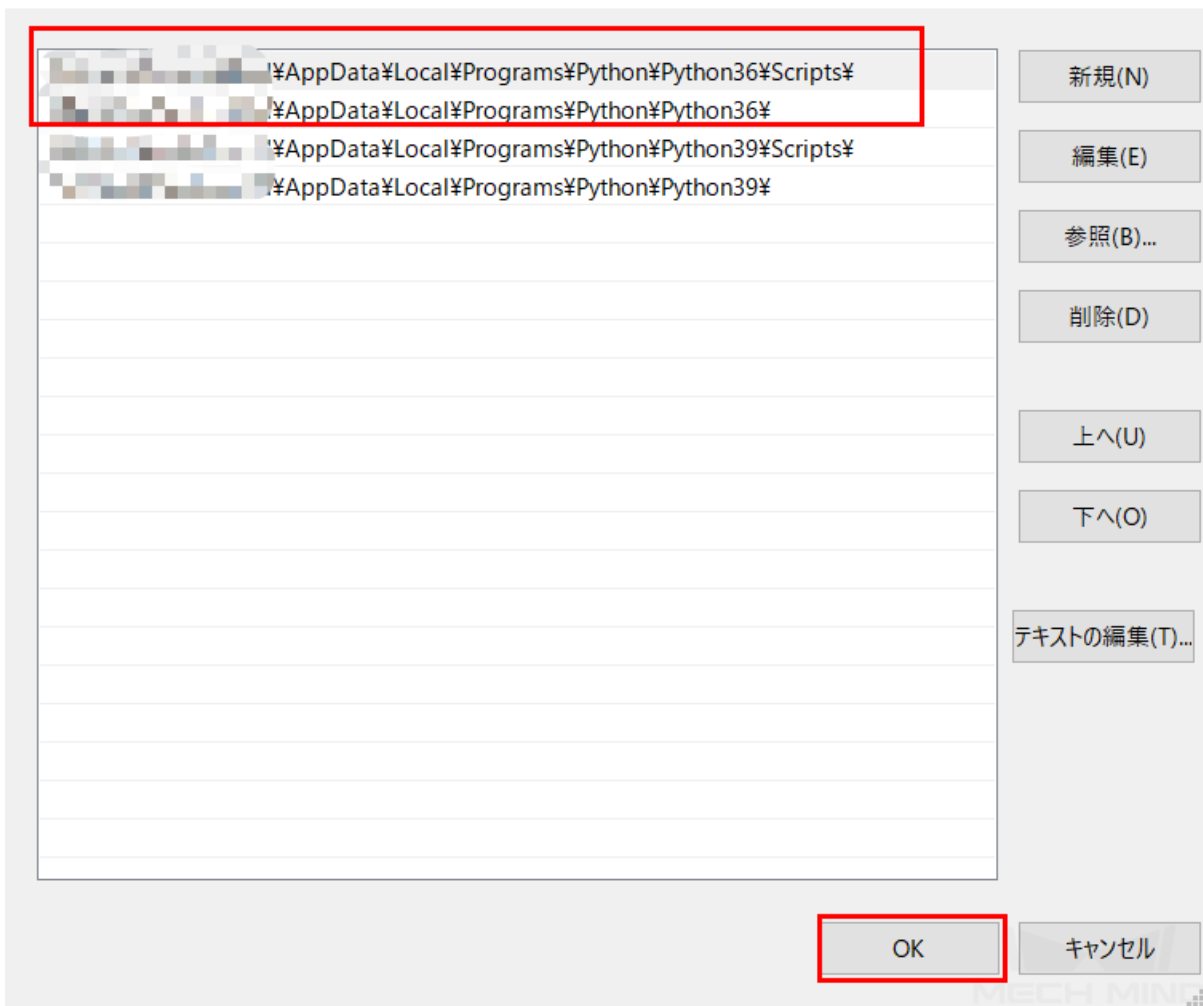 ¥AppData¥Local¥Programs¥Python¥Python36¥Scripts¥
¥AppData¥Local¥Programs¥Python¥Python36¥
¥AppData¥Local¥Programs¥Python¥Python39¥Scripts¥
¥AppData¥Local¥Programs¥Python¥Python39¥
新規(N)
編集(E)
参照(B)...
削除(D)
上へ(U)
下へ(O)
テキストの編集(T)...
OK
キャンセル
MECH MIND